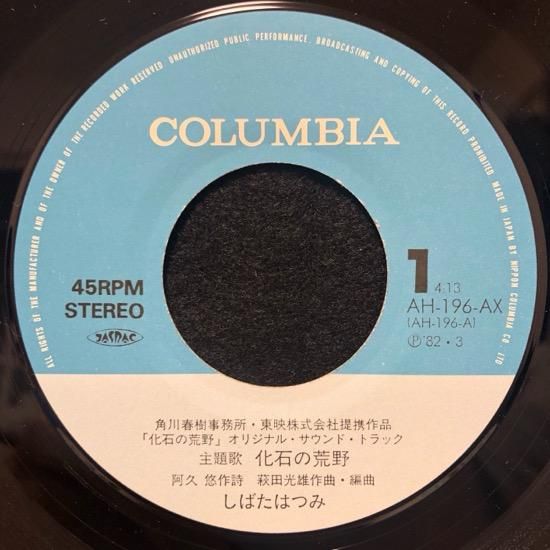 ALL RIGHTS OF THE MANUFACTURER AND OF THE OWNER OF THE RECORDED WORK RESERVED UNAUTHORIZED PUBLIC PERFORMANCE. BROADCASTING AND COPYING OF THIS RECORD PROHIBITED MADE IN JAPAN BY NIPPON COLUMBIA CO. LTD
COLUMBIA
45RPM
STEREO
JASRAC
1 4:13
AH-196-AX
(AH-196-A)
Ⓟ'82・3
角川春樹事務所・東映株式会社提携作品
「化石の荒野」オリジナル・サウンド・トラック
主題歌 化石の荒野
阿久 悠作詩 萩田光雄作曲・編曲
しばたはつみ